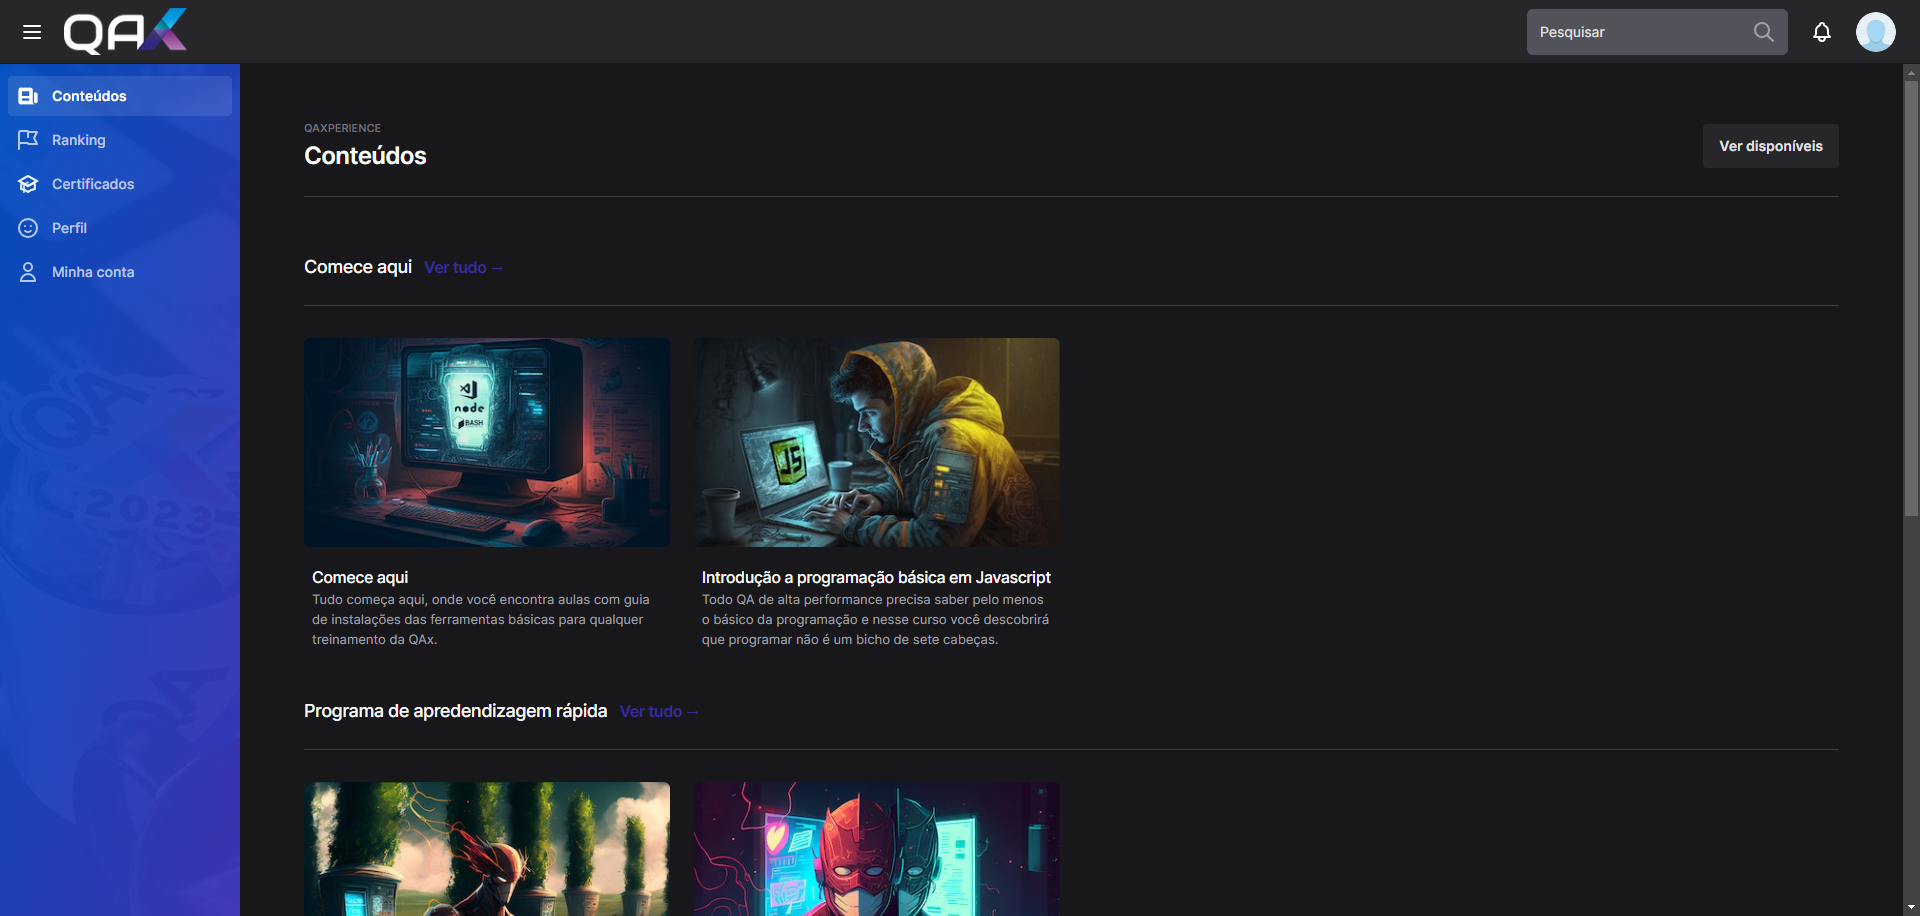 QAX
Pesquisar
Conteúdos
Ranking
Certificados
Perfil
Minha conta
QA
2023
QA
QAXPERIENCE
Conteúdos
Ver disponíveis
Comece aqui Ver tudo →
node
BASH
JS
Comece aqui
Tudo começa aqui, onde você encontra aulas com guia
de instalações das ferramentas básicas para qualquer
treinamento da QAx.
Introdução a programação básica em Javascript
Todo QA de alta performance precisa saber pelo menos
o básico da programação e nesse curso você descobrirá
que programar não é um bicho de sete cabeças.
Programa de apredendizagem rápida Ver tudo →